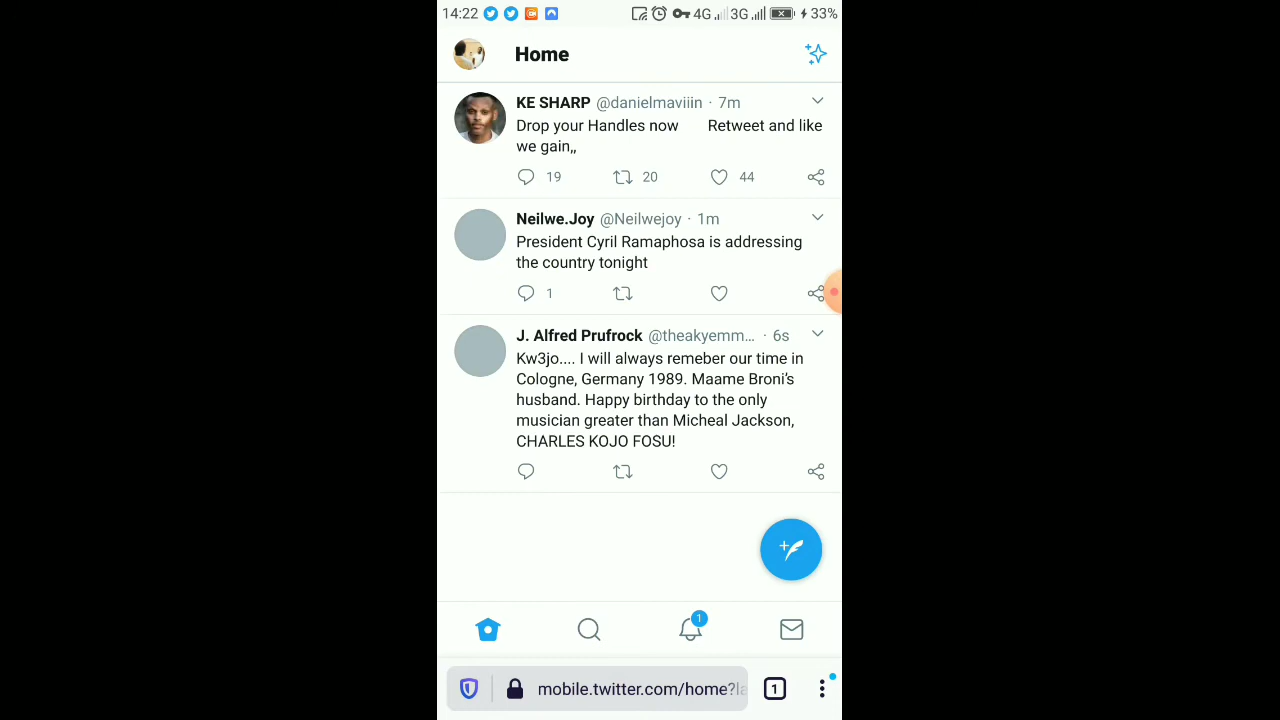 14:22 4G 3G 33%
Home
KE SHARP @danielmaviiin · 7m
Drop your Handles now Retweet and like
we gain,,
19 20 44
Neilwe.Joy @Neilwejoy · 1m
President Cyril Ramaphosa is addressing
the country tonight
1
J. Alfred Prufrock @theakyemm... · 6s
Kw3jo.... I will always remeber our time in
Cologne, Germany 1989. Maame Broni's
husband. Happy birthday to the only
musician greater than Micheal Jackson,
CHARLES KOJO FOSU!
1
mobile.twitter.com/home?la
1